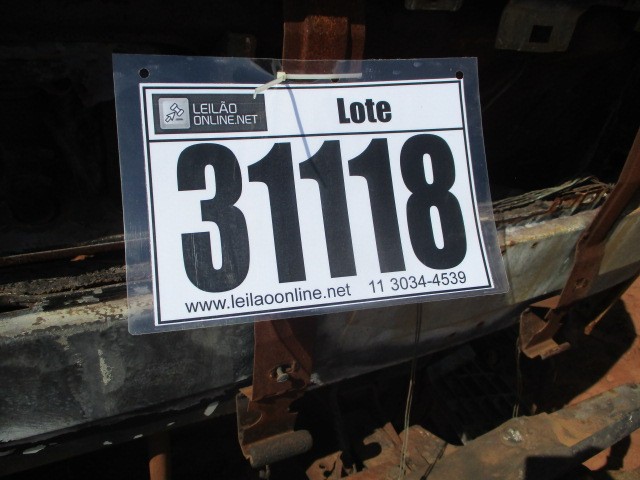 LEILÃO
ONLINE.NET
Lote
31118
www.leilaoonline.net 11 3034-4539